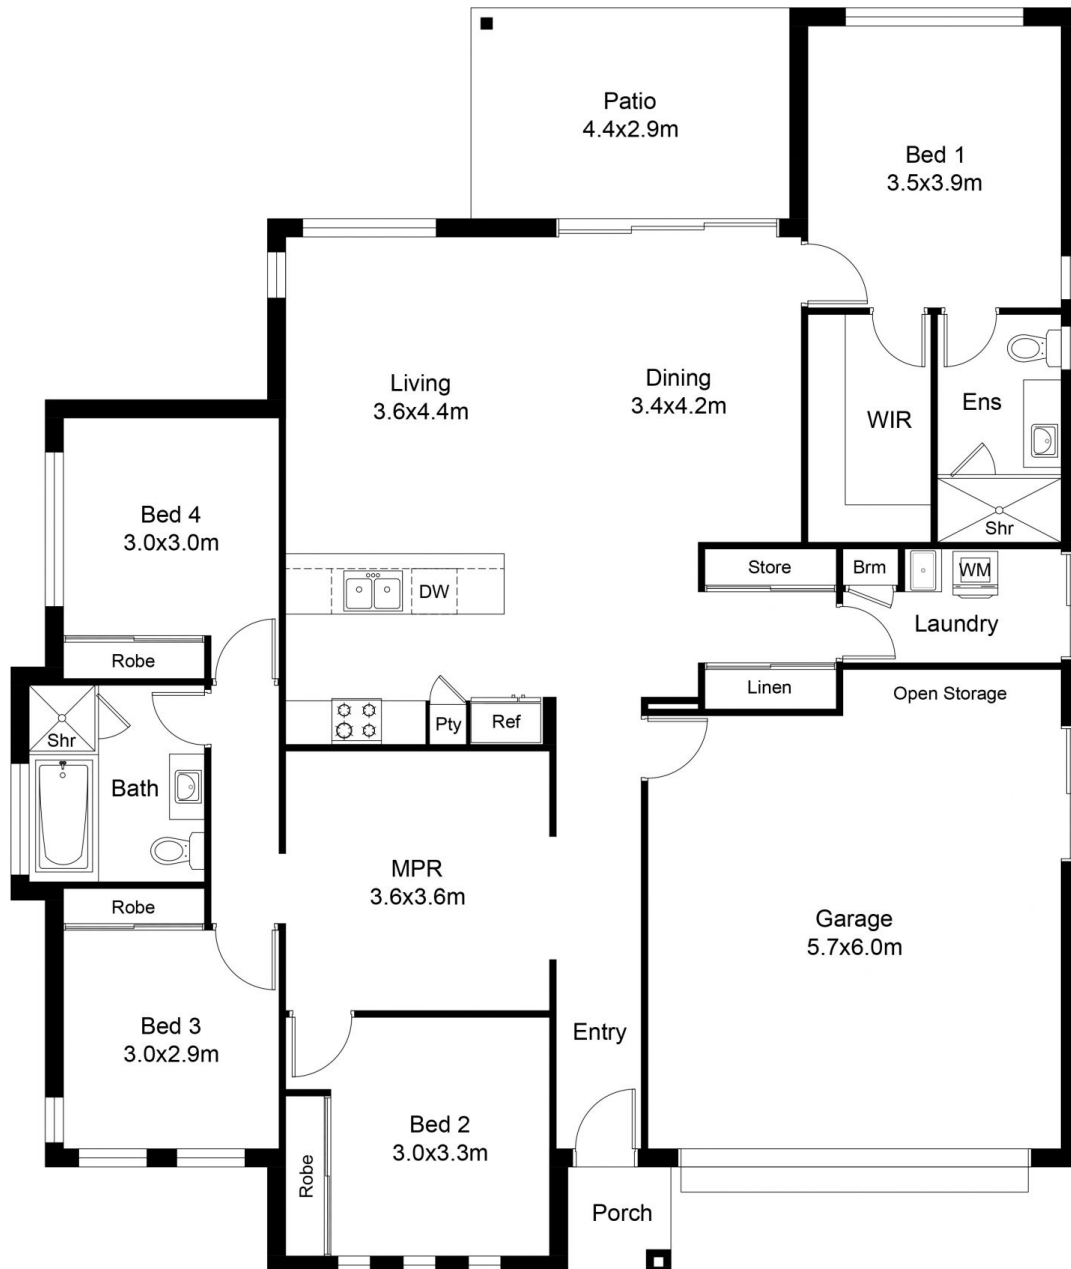 Patio
4.4x2.9m
Bed 1
3.5x3.9m
Living
3.6x4.4m
Dining
3.4x4.2m
WIR
Ens
Shr
Bed 4
3.0x3.0m
Robe
DW
Store
Brm
WM
Laundry
Linen
Open Storage
Pty
Ref
Shr
Bath
MPR
3.6x3.6m
Robe
Garage
5.7x6.0m
Bed 3
3.0x2.9m
Entry
Bed 2
3.0x3.3m
Robe
Porch